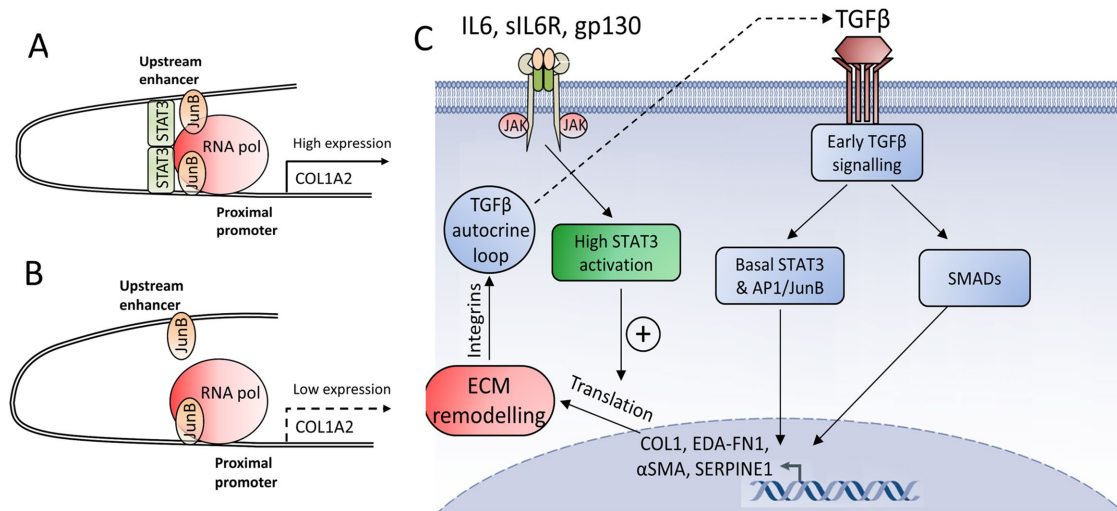 A
Upstream
enhancer
STAT3
JunB
STAT3
JunB
RNA pol
High expression
COL1A2
Proximal
promoter
B
Upstream
enhancer
JunB
RNA pol
JunB
Low expression
COL1A2
Proximal
promoter
C
IL6, sIL6R, gp130
TGFβ
JAK
JAK
Early TGFβ
signalling
TGFβ
autocrine
loop
High STAT3
activation
Basal STAT3
& AP1/JunB
SMADs
Integrins
+
ECM
remodelling
Translation
COL1, EDA-FN1,
αSMA, SERPINE1